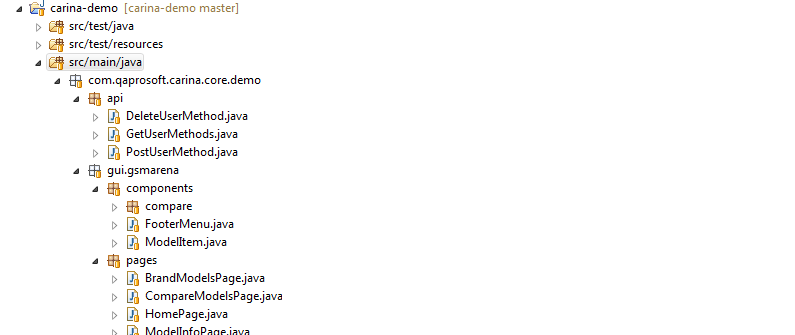 carina-demo [carina-demo master]
src/test/java
src/test/resources
src/main/java
com.qaprosoft.carina.core.demo
api
DeleteUserMethod.java
GetUserMethods.java
PostUserMethod.java
gui.gsmarena
components
compare
FooterMenu.java
ModelItem.java
pages
BrandModelsPage.java
CompareModelsPage.java
HomePage.java
ModelInfoPage.java